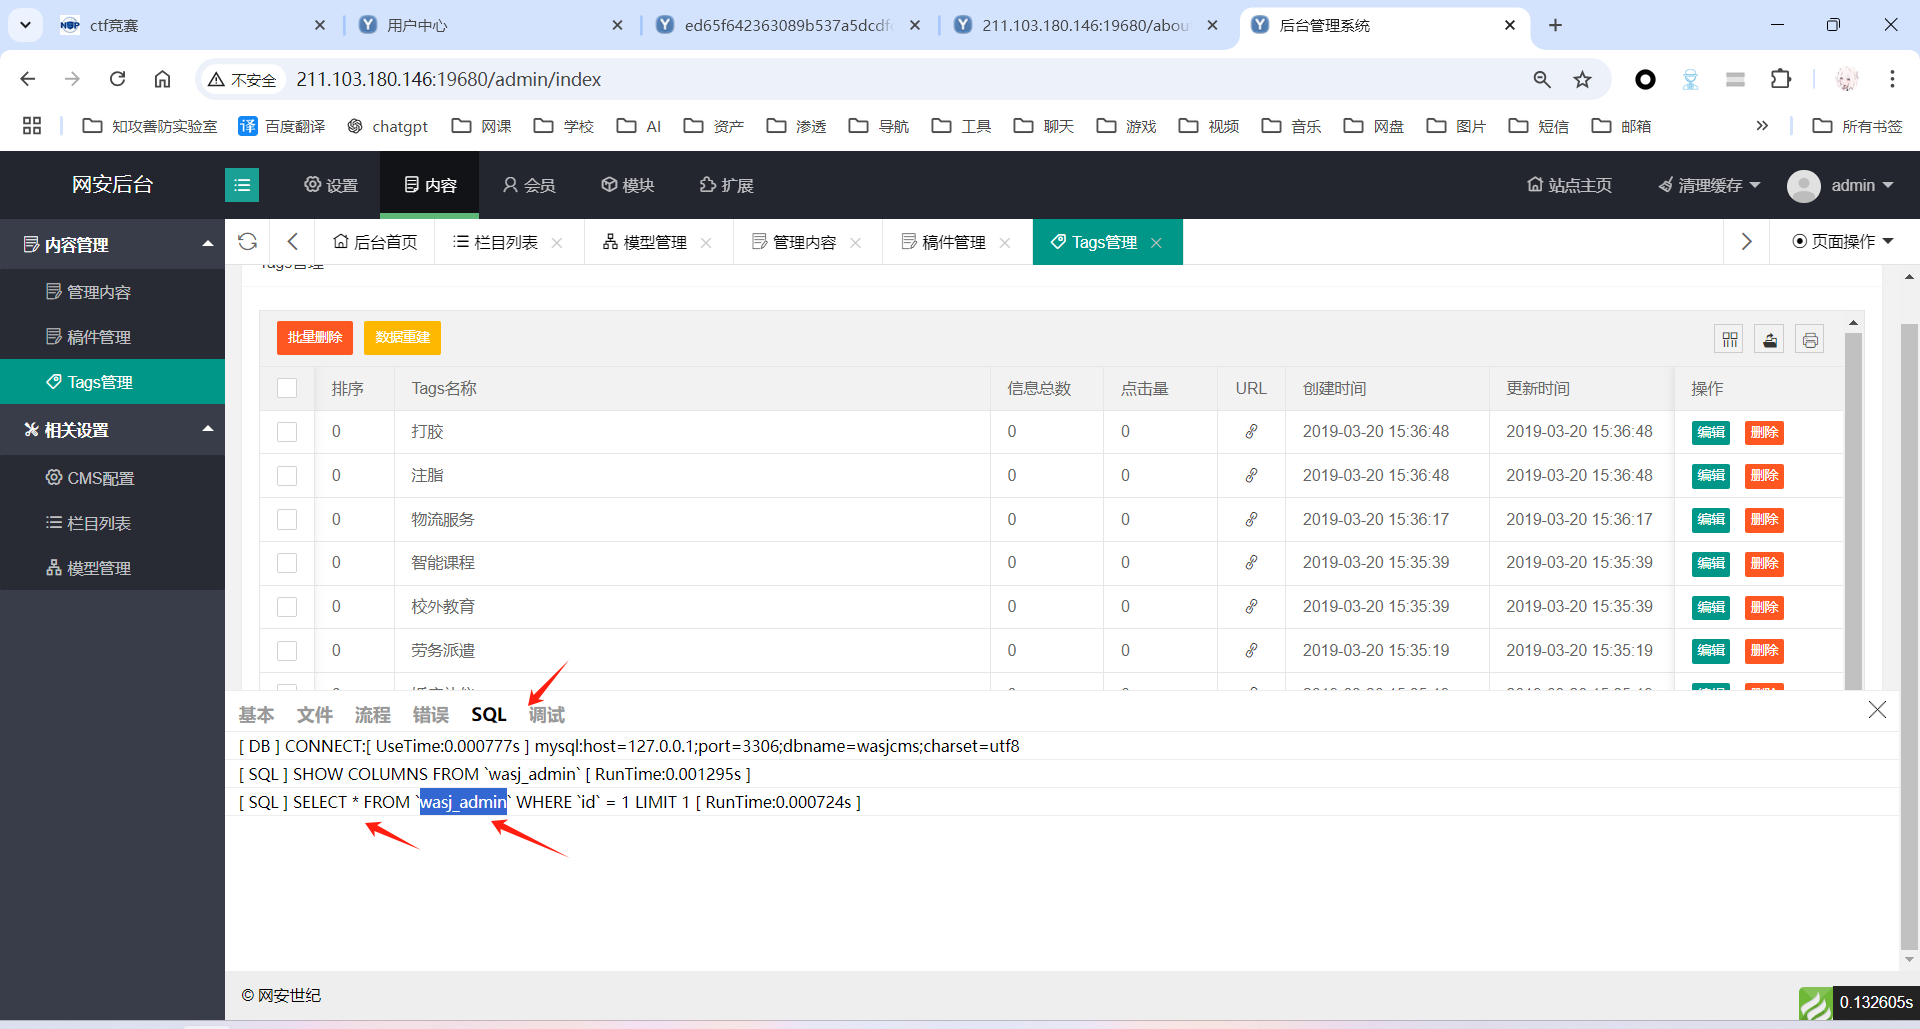 ctf竞赛
用户中心
ed65f642363089b537a5dcdf
211.103.180.146:19680/abou
后台管理系统
不安全
211.103.180.146:19680/admin/index
知攻善防实验室
译 百度翻译
chatgpt
网课
学校
AI
资产
渗透
导航
工具
聊天
游戏
视频
音乐
网盘
图片
短信
邮箱
所有书签
网安后台
设置
内容
会员
模块
扩展
站点主页
清理缓存
admin
内容管理
管理内容
稿件管理
Tags管理
相关设置
CMS配置
栏目列表
模型管理
后台首页
栏目列表
模型管理
管理内容
稿件管理
Tags管理
页面操作
Tags管理
批量删除 数据重建
排序 Tags名称 信息总数 点击量 URL 创建时间 更新时间 操作
0 打胶 0 0 2019-03-20 15:36:48 2019-03-20 15:36:48 编辑 删除
0 注脂 0 0 2019-03-20 15:36:48 2019-03-20 15:36:48 编辑 删除
0 物流服务 0 0 2019-03-20 15:36:17 2019-03-20 15:36:17 编辑 删除
0 智能课程 0 0 2019-03-20 15:35:39 2019-03-20 15:35:39 编辑 删除
0 校外教育 0 0 2019-03-20 15:35:39 2019-03-20 15:35:39 编辑 删除
0 劳务派遣 0 0 2019-03-20 15:35:19 2019-03-20 15:35:19 编辑 删除
基本 文件 流程 错误 SQL 调试
[ DB ] CONNECT:[ UseTime:0.000777s ] mysql:host=127.0.0.1;port=3306;dbname=wasjcms;charset=utf8
[ SQL ] SHOW COLUMNS FROM `wasj_admin` [ RunTime:0.001295s ]
[ SQL ] SELECT * FROM `wasj_admin` WHERE `id` = 1 LIMIT 1 [ RunTime:0.000724s ]
© 网安世纪
0.132605s